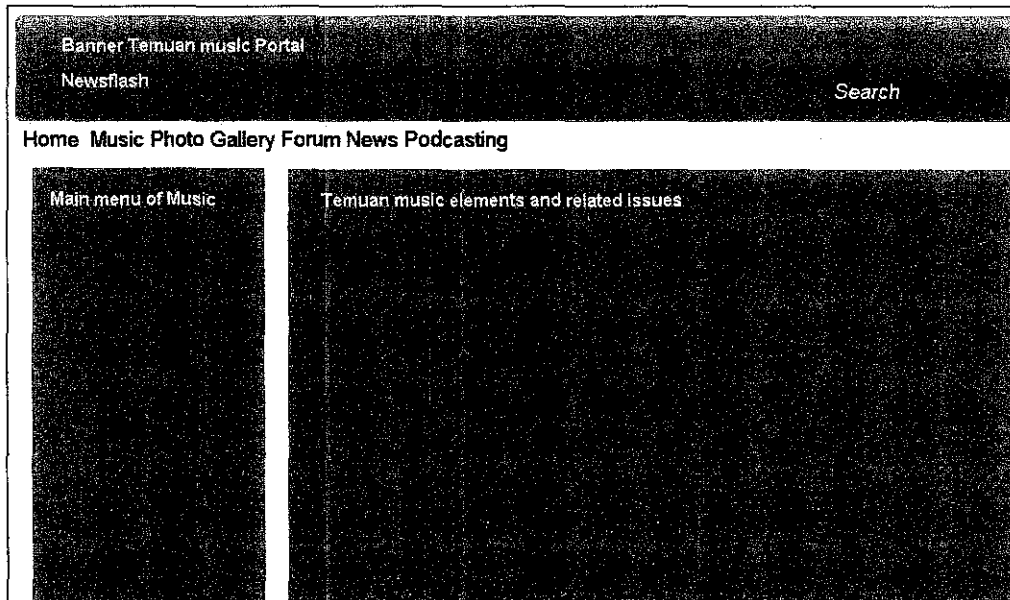 Banner Temuan music Portal
Newsflash
Search
Home Music Photo Gallery Forum News Podcasting
Main menu of Music
Temuan music elements and related issues